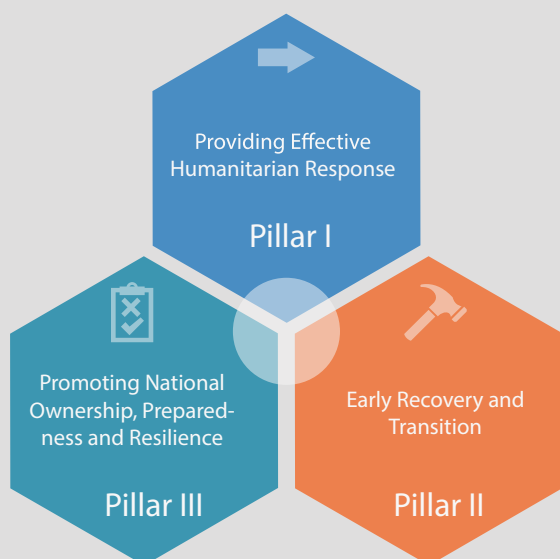 Providing Effective
Humanitarian Response
Pillar I
Promoting National
Ownership, Prepared-
ness and Resilience
Pillar III
Early Recovery and
Transition
Pillar II